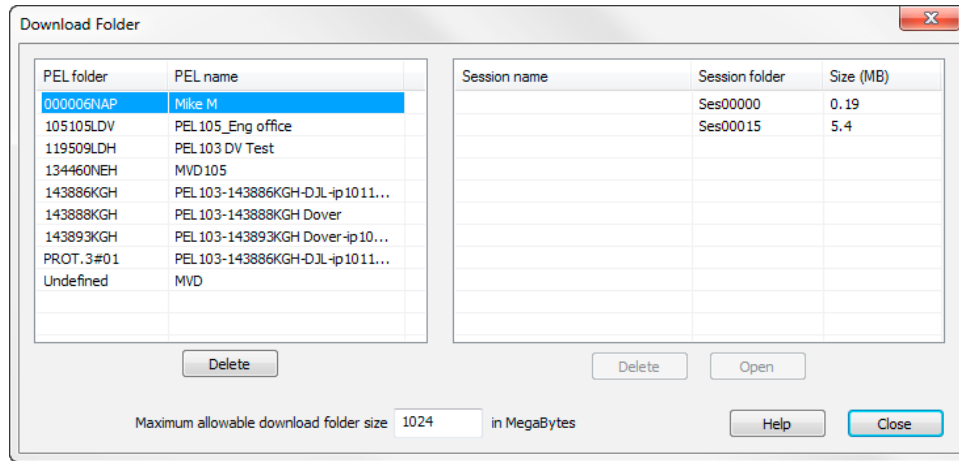 Download Folder
PEL folder PEL name
000006NAP Mike M
105105LDV PEL105_Eng office
119509LDH PEL103 DV Test
134460NEH MVD105
143886KGH PEL103-143886KGH-DJL-ip1011...
143888KGH PEL103-143888KGH Dover
143893KGH PEL103-143893KGH Dover-ip10...
PROT.3#01 PEL103-143886KGH-DJL-ip1011...
Undefined MVD
Delete
Session name Session folder Size (MB)
Ses00000 0.19
Ses00015 5.4
Delete Open
Maximum allowable download folder size 1024 in MegaBytes
Help Close